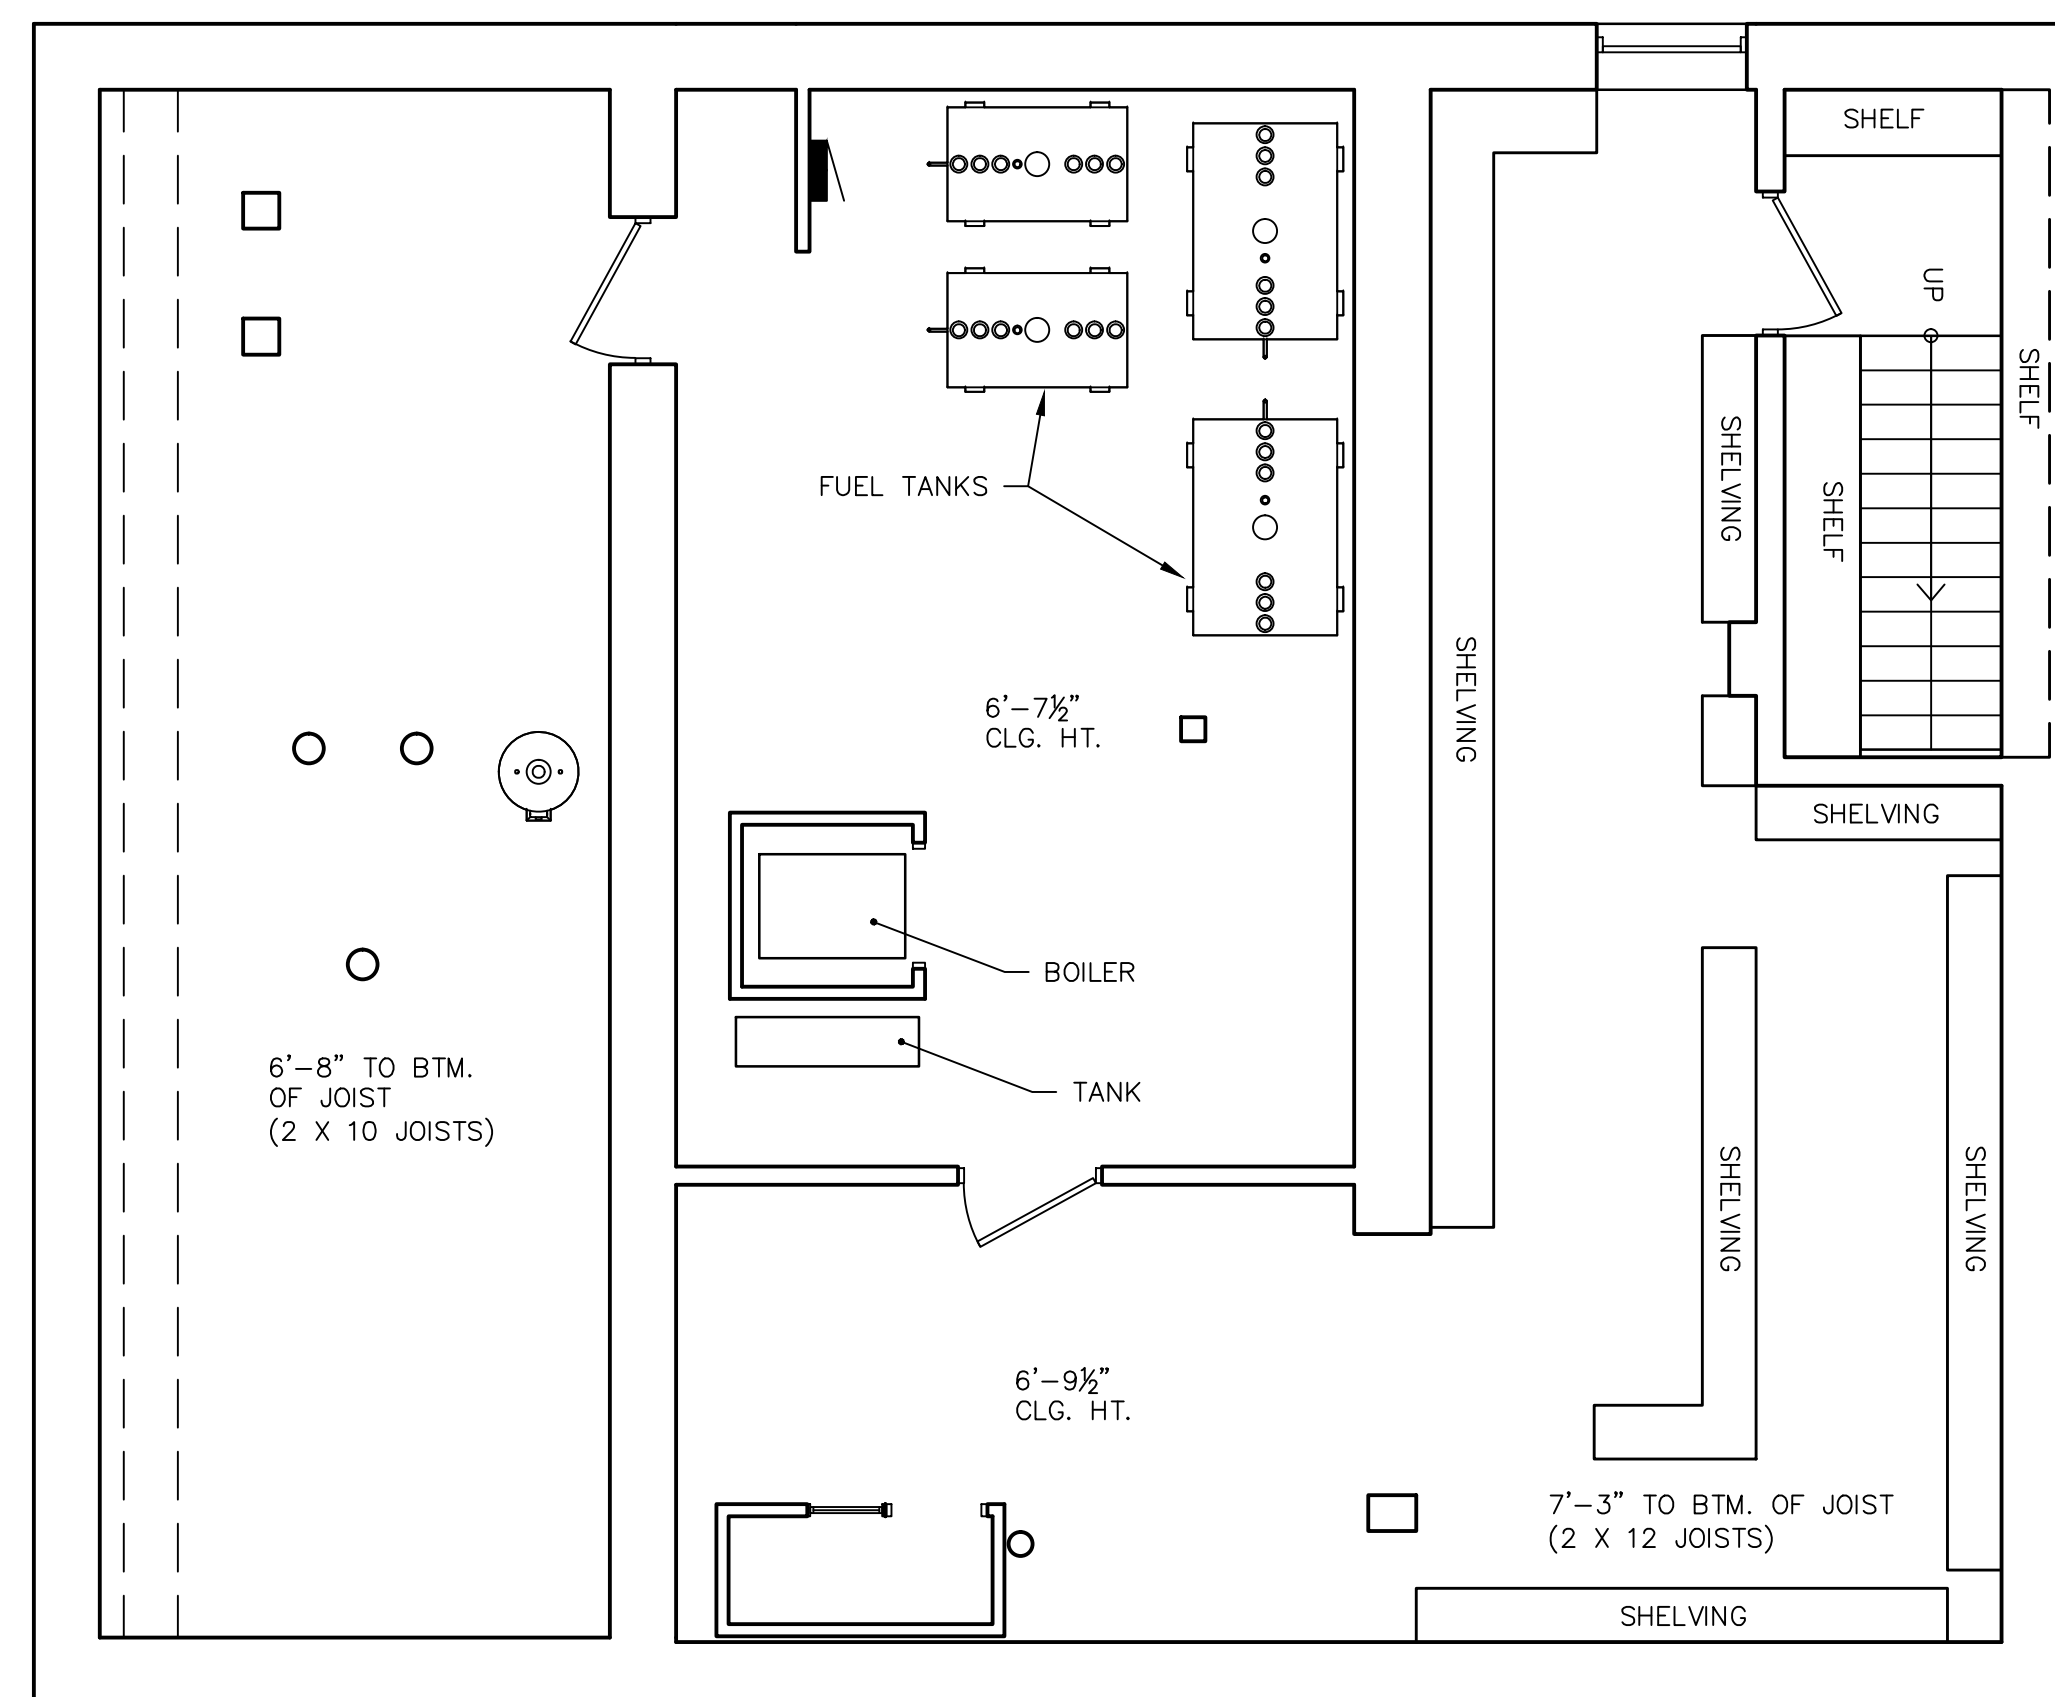 SHELF
UP
SHELF
SHELVING
SHELF
FUEL TANKS
SHELVING
6'-7½"
CLG. HT.
SHELVING
BOILER
6'-8" TO BTM.
OF JOIST
(2 X 10 JOISTS)
TANK
SHELVING
SHELVING
6'-9½"
CLG. HT.
7'-3" TO BTM. OF JOIST
(2 X 12 JOISTS)
SHELVING